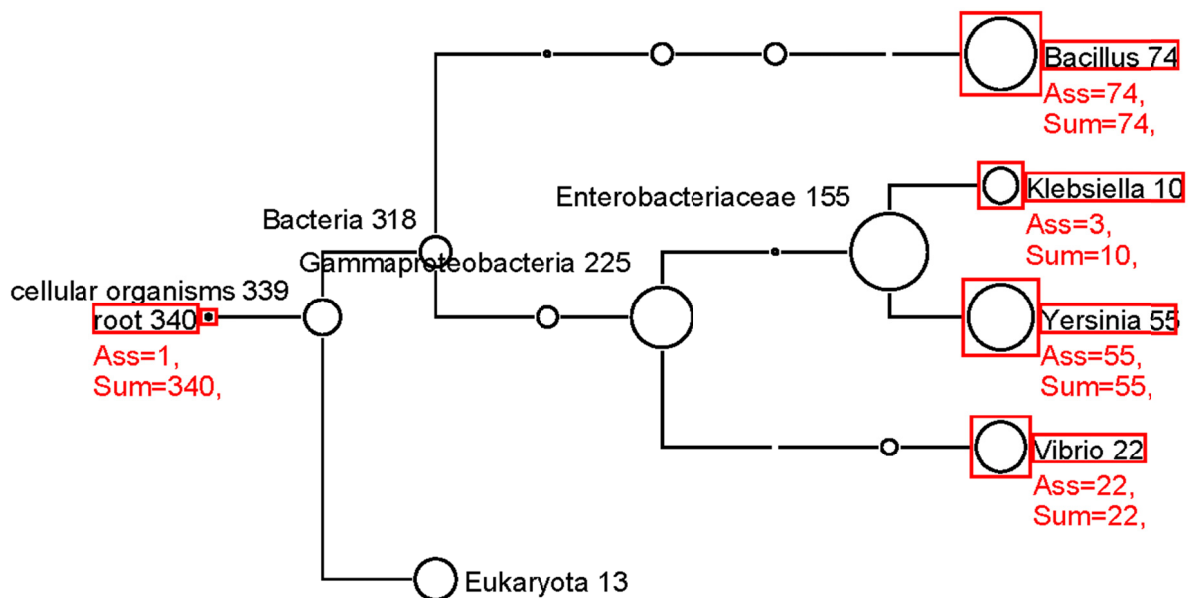 Bacillus 74
Ass=74,
Sum=74,
Klebsiella 10
Ass=3,
Sum=10,
Enterobacteriaceae 155
Bacteria 318
Gammaproteobacteria 225
cellular organisms 339
root 340
Ass=1,
Sum=340,
Yersinia 55
Ass=55,
Sum=55,
Vibrio 22
Ass=22,
Sum=22,
Eukaryota 13